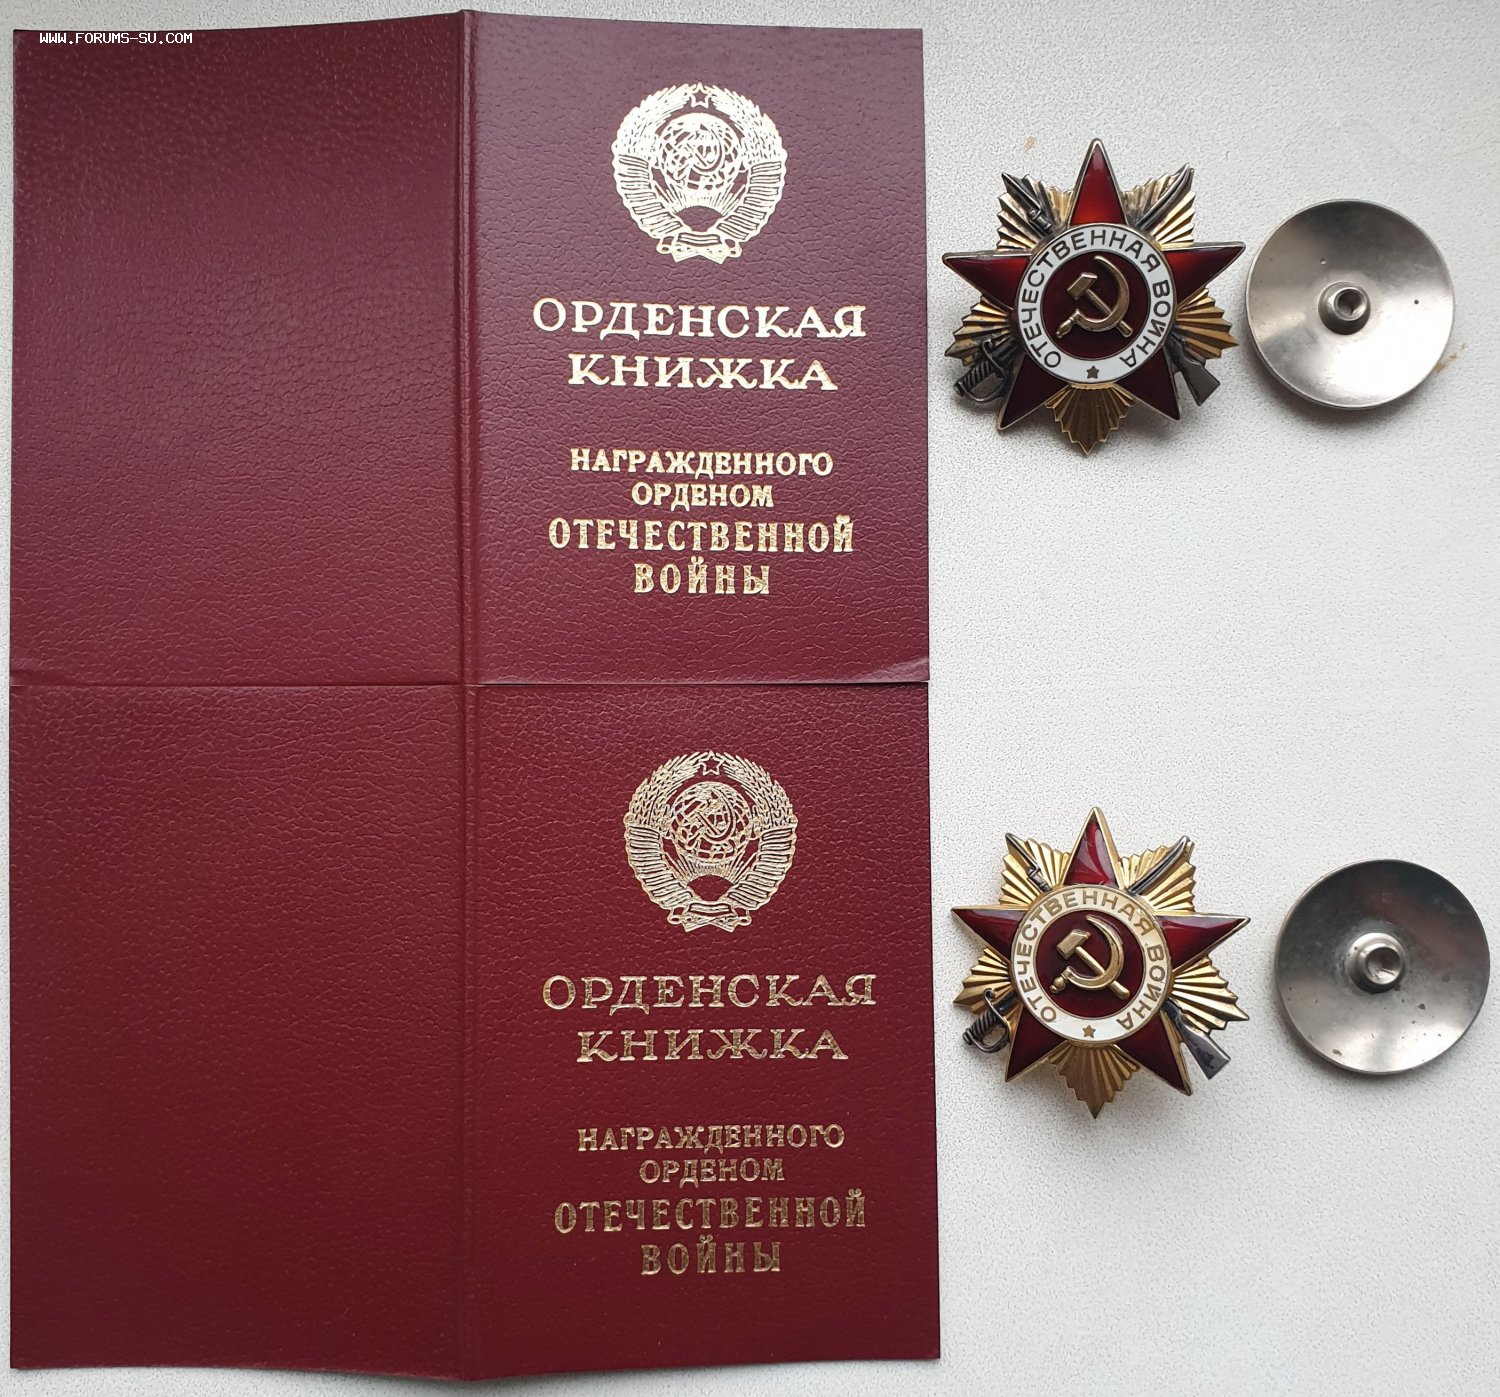 WWW.FORUMS-SU.COM
ОРДЕНСКАЯ
КНИЖКА
НАГРАЖДЕННОГО
ОРДЕНОМ
ОТЕЧЕСТВЕННОЙ
ВОЙНЫ
ОТЕЧЕСТВЕННАЯ ВОЙНА
ОРДЕНСКАЯ
КНИЖКА
НАГРАЖДЕННОГО
ОРДЕНОМ
ОТЕЧЕСТВЕННОЙ
ВОЙНЫ
ОТЕЧЕСТВЕННАЯ ВОЙНА